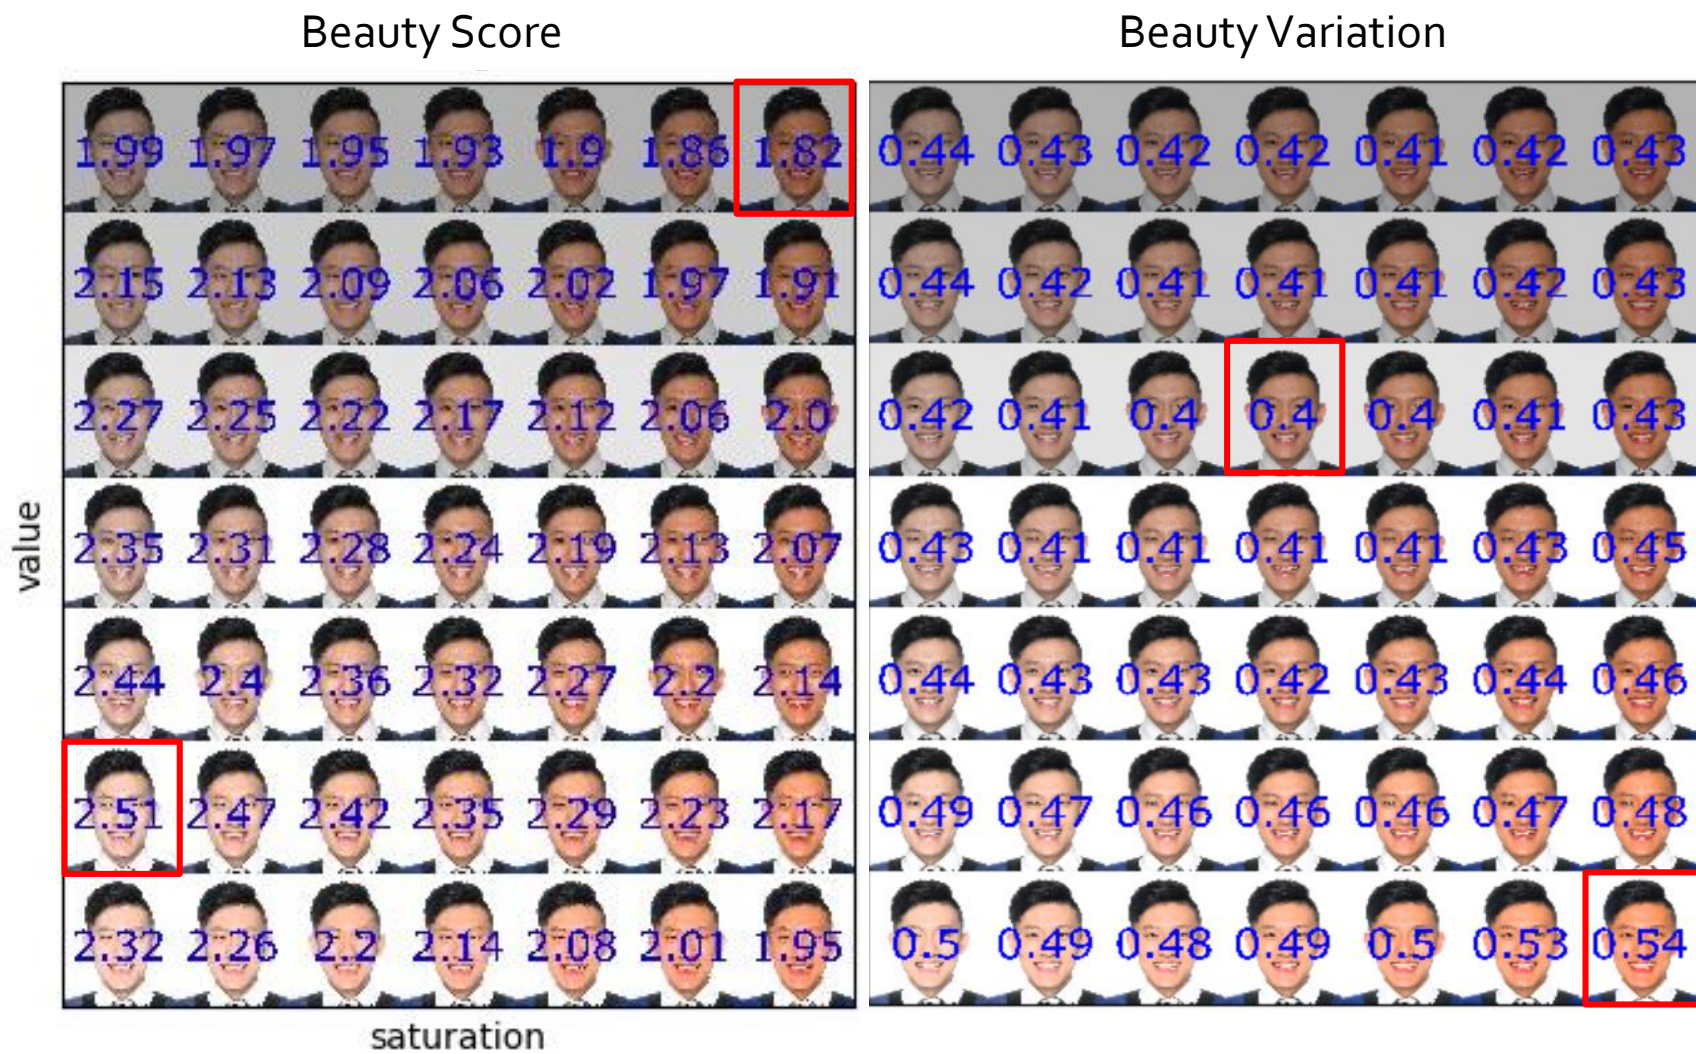 Beauty Score
Beauty Variation
1.99 1.97 1.95 1.93 1.9 1.86 1.82
2.15 2.13 2.09 2.06 2.02 1.97 1.91
2.27 2.25 2.22 2.17 2.12 2.06 2.0
2.35 2.31 2.28 2.24 2.19 2.13 2.07
2.44 2.4 2.36 2.32 2.27 2.2 2.14
2.51 2.47 2.42 2.35 2.29 2.23 2.17
2.32 2.26 2.2 2.14 2.08 2.01 1.95
value
saturation
0.44 0.43 0.42 0.42 0.41 0.42 0.43
0.44 0.42 0.41 0.41 0.41 0.42 0.43
0.42 0.41 0.4 0.4 0.4 0.41 0.43
0.43 0.41 0.41 0.41 0.41 0.43 0.45
0.44 0.43 0.43 0.42 0.43 0.44 0.46
0.49 0.47 0.46 0.46 0.46 0.47 0.48
0.5 0.49 0.48 0.49 0.5 0.53 0.54